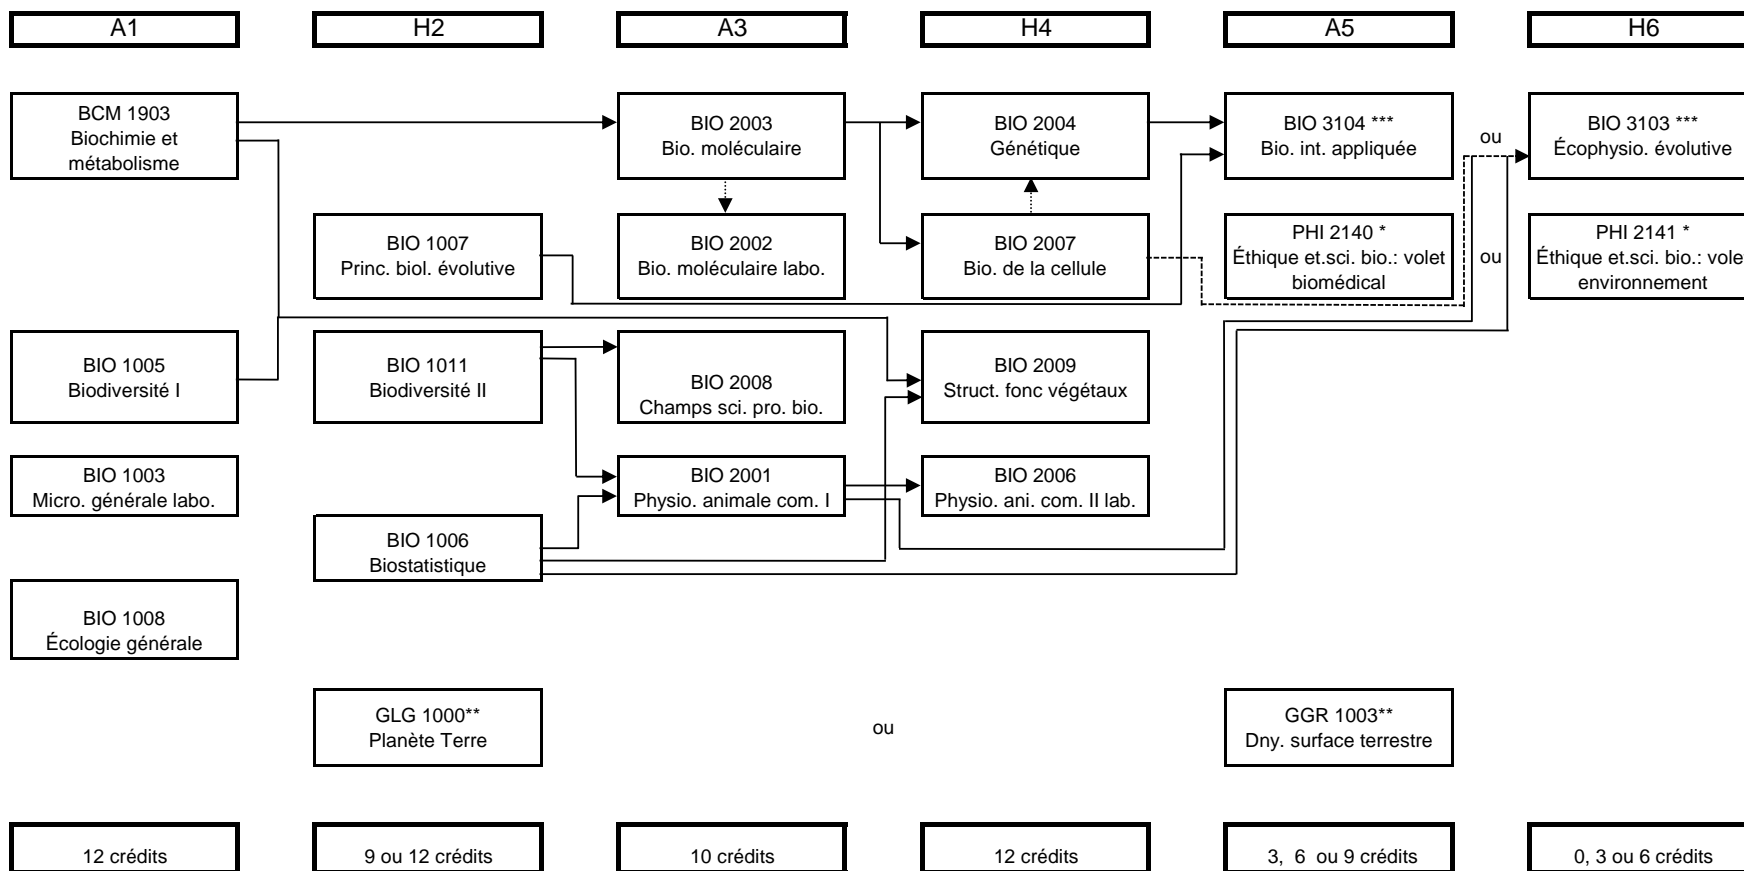 A1
H2
A3
H4
A5
H6
BCM 1903
Biochimie et
métabolisme
BIO 2003
Bio. moléculaire
BIO 2004
Génétique
BIO 3104 ***
Bio. int. appliquée
ou
BIO 3103 ***
Écophysio. évolutive
BIO 1007
Princ. biol. évolutive
BIO 2002
Bio. moléculaire labo.
BIO 2007
Bio. de la cellule
PHI 2140 *
Éthique et.sci. bio.: volet
biomédical
ou
PHI 2141 *
Éthique et.sci. bio.: volet
environnement
BIO 1005
Biodiversité I
BIO 1011
Biodiversité II
BIO 2008
Champs sci. pro. bio.
BIO 2009
Struct. fonc végétaux
BIO 1003
Micro. générale labo.
BIO 2001
Physio. animale com. I
BIO 2006
Physio. ani. com. II lab.
BIO 1006
Biostatistique
BIO 1008
Écologie générale
GLG 1000**
Planète Terre
ou
GGR 1003**
Dny. surface terrestre
12 crédits
9 ou 12 crédits
10 crédits
12 crédits
3, 6 ou 9 crédits
0, 3 ou 6 crédits